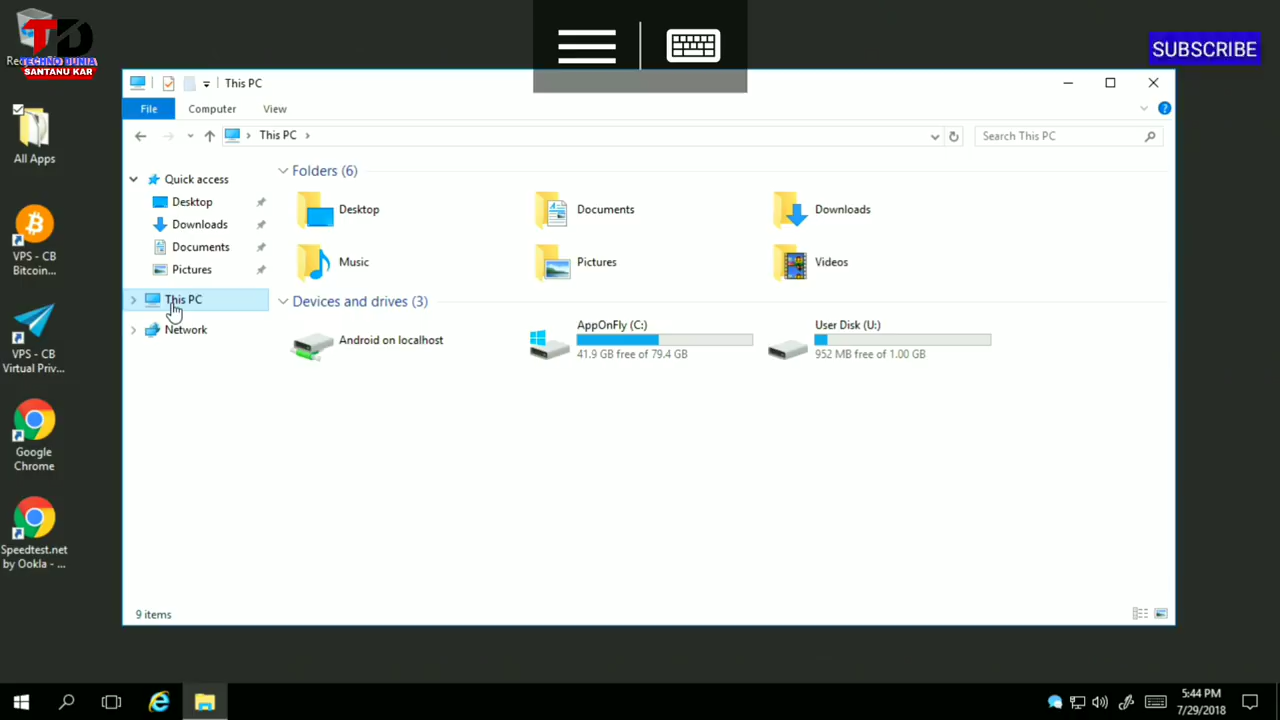 Re
TD
TECHNO DUNIA
SANTANU KAR
SUBSCRIBE
This PC
File
Computer
View
This PC
Search This PC
All Apps
VPS - CB
Bitcoin...
VPS - CB
Virtual Priv...
Google
Chrome
Speedtest.net
by Ookla - ...
Quick access
Desktop
Downloads
Documents
Pictures
This PC
Network
Folders (6)
Desktop
Documents
Downloads
Music
Pictures
Videos
Devices and drives (3)
Android on localhost
AppOnFly (C:)
41.9 GB free of 79.4 GB
User Disk (U:)
952 MB free of 1.00 GB
9 items
5:44 PM
7/29/2018